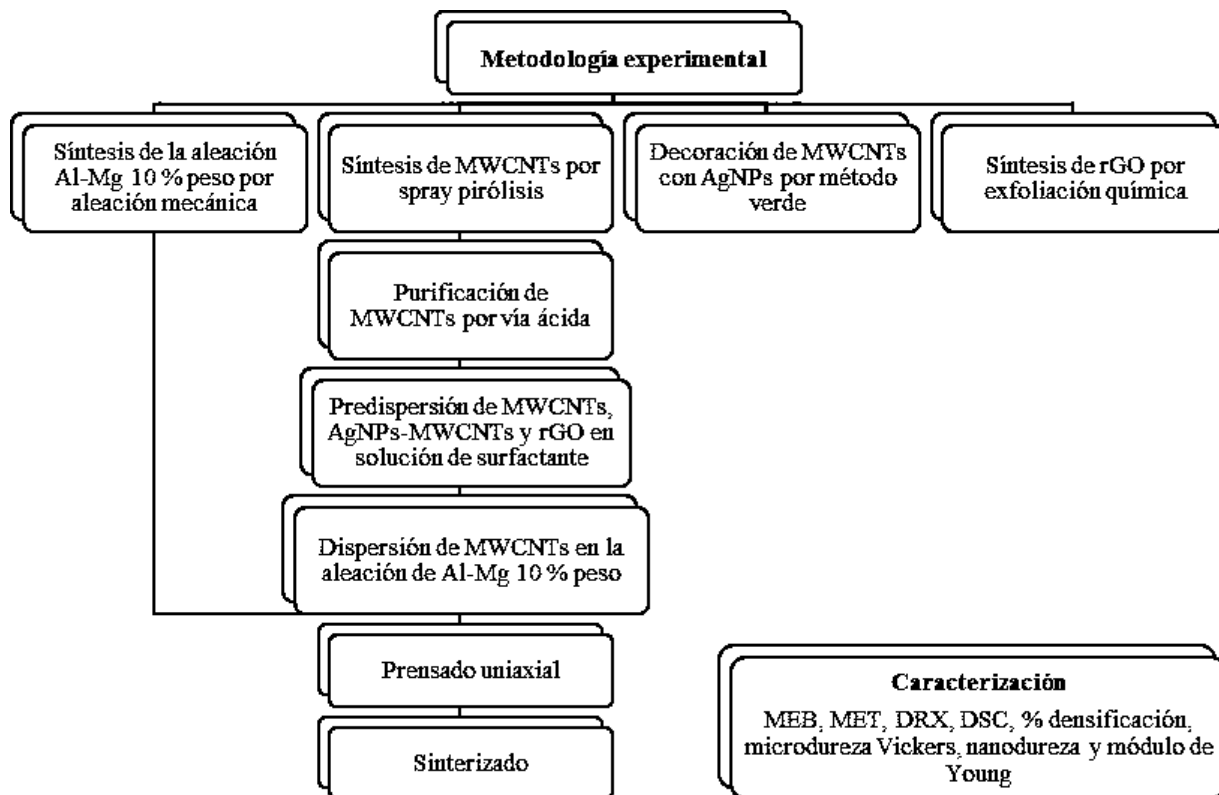 Metodología experimental
Síntesis de la aleación
Al-Mg 10 % peso por
aleación mecánica
Síntesis de MWCNTs por
spray pirólisis
Decoración de MWCNTs
con AgNPs por método
verde
Síntesis de rGO por
exfoliación química
Purificación de
MWCNTs por vía ácida
Predispersión de MWCNTs,
AgNPs-MWCNTs y rGO en
solución de surfactante
Dispersión de MWCNTs en la
aleación de Al-Mg 10 % peso
Prensado uniaxial
Sinterizado
Caracterización
MEB, MET, DRX, DSC, % densificación,
microdureza Vickers, nanodureza y módulo de
Young